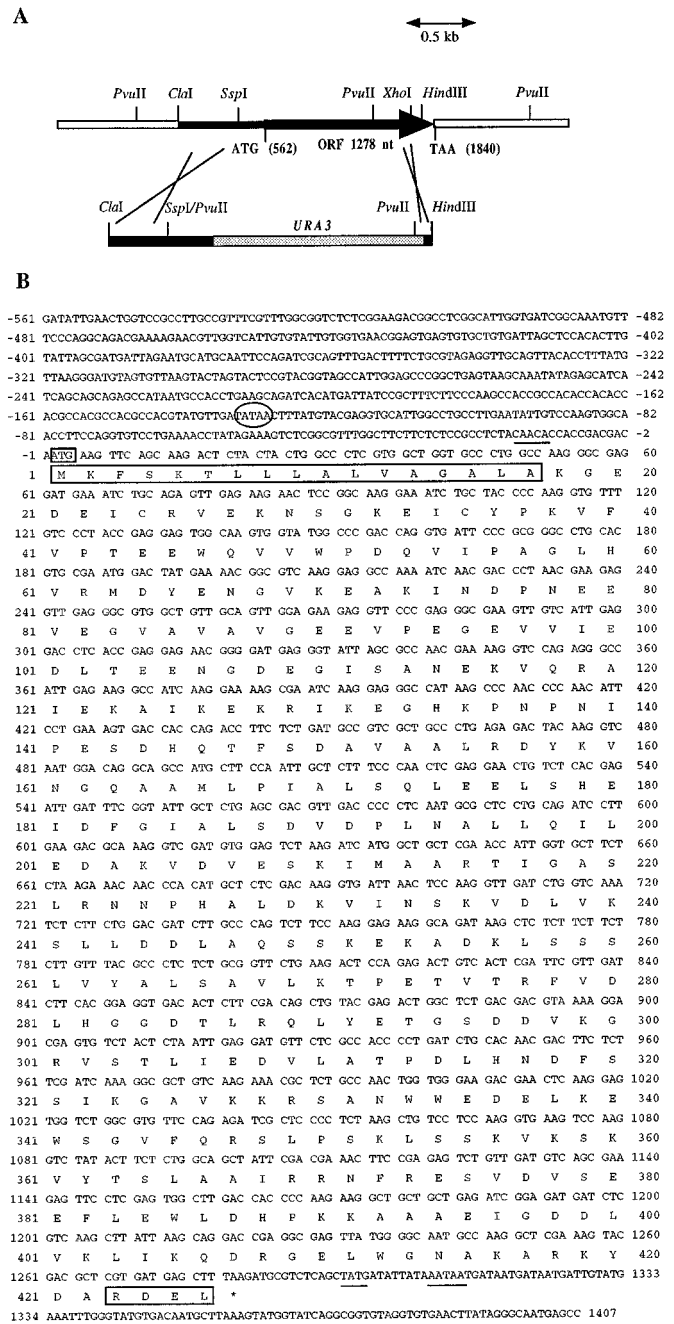 A
0.5 kb
PvuII ClaI SspI PvuII XhoI HindIII PvuII
ATG (562) ORF 1278 nt TAA (1840)
ClaI SspI/PvuII URA3 PvuII HindIII
B
-561 GATATTGAACTGGTCCGCCTTGCCGTTTCGTTTGGCGGTCTCTCGGAAGACGGCCTCGGCATTGGTGATCGGCAAATGTT -482
-481 TCCCAGGCAGACGAAAAGAACGTTGGTCATTGTGTATTGTGGTGAACGGAGTGAGTGTGCTGTGATTAGCTCCACACTTG -402
-401 TATTAGCGATGATTAGAATGCATGCAATTCCAGATCGCAGTTTGACTTTTCTGCGTAGAGGTTGCAGTTACACCTTTATG -322
-321 TTAAGGGATGTAGTGTTAAGTACTAGTACTCCGTACGGTAGCCATTGGAGCCCGGCTGAGTAAGCAAATATAGAGCATCA -242
-241 TCAGCAGCAGAGCCATAATGCCACCTGAAGCAGATCACATGATTATCCGCTTTCTTCCCAAGCCACCGCCACACCACACC -162
-161 ACGCCACGCCACGCCACGTATGTTGATATAACTTTATGTACGAGGTGCATTGGCCTGCCTTGAATATTGTCCAAGTGGCA -82
-81 ACCTTCCAGGTGTCCTGAAAACCTATAGAAAGTCTCGGCGTTTGGCTTCTTCTCTCCGCCTCTACAACACCACCGACGAC -2
-1 AATG AAG TTC AGC AAG ACT CTA CTA CTG GCC CTC GTG GCT GGT GCC CTG GCC AAG GGC GAG 60
1 M K F S K T L L L A L V A G A L A K G E 20
61 GAT GAA ATC TGC AGA GTT GAG AAG AAC TCC GGC AAG GAA ATC TGC TAC CCC AAG GTG TTT 120
21 D E I C R V E K N S G K E I C Y P K V F 40
121 GTC CCT ACC GAG GAG TGG CAA GTG GTA TGG CCC GAC CAG GTG ATT CCC GCG GGC CTG CAC 180
41 V P T E E W Q V V W P D Q V I P A G L H 60
181 GTG CGA ATG GAC TAT GAA AAC GGC GTC AAG GAG GCC AAA ATC AAC GAC CCT AAC GAA GAG 240
61 V R M D Y E N G V K E A K I N D P N E E 80
241 GTT GAG GGC GTG GCT GTT GCA GTT GGA GAA GAG GTT CCC GAG GGC GAA GTT GTC ATT GAG 300
81 V E G V A V A V G E E V P E G E V V I E 100
301 GAC CTC ACC GAG GAG AAC GGG GAT GAG GGT ATT AGC GCC AAC GAA AAG GTC CAG AGG GCC 360
101 D L T E E N G D E G I S A N E K V Q R A 120
361 ATT GAG AAG GCC ATC AAG GAA AAG CGA ATC AAG GAG GGC CAT AAG CCC AAC CCC AAC ATT 420
121 I E K A I K E K R I K E G H K P N P N I 140
421 CCT GAA AGT GAC CAC CAG ACC TTC TCT GAT GCC GTC GCT GCC CTG AGA GAC TAC AAG GTC 480
141 P E S D H Q T F S D A V A A L R D Y K V 160
481 AAT GGA CAG GCA GCC ATG CTT CCA ATT GCT CTT TCC CAA CTC GAG GAA CTG TCT CAC GAG 540
161 N G Q A A M L P I A L S Q L E E L S H E 180
541 ATT GAT TTC GGT ATT GCT CTG AGC GAC GTT GAC CCC CTC AAT GCG CTC CTG CAG ATC CTT 600
181 I D F G I A L S D V D P L N A L L Q I L 200
601 GAA GAC GCA AAG GTC GAT GTG GAG TCT AAG ATC ATG GCT GCT CGA ACC ATT GGT GCT TCT 660
201 E D A K V D V E S K I M A A R T I G A S 220
661 CTA AGA AAC AAC CCA CAT GCT CTC GAC AAG GTG ATT AAC TCC AAG GTT GAT CTG GTC AAA 720
221 L R N N P H A L D K V I N S K V D L V K 240
721 TCT CTT CTG GAC GAT CTT GCC CAG TCT TCC AAG GAG AAG GCA GAT AAG CTC TCT TCT TCT 780
241 S L L D D L A Q S S K E K A D K L S S S 260
781 CTT GTT TAC GCC CTC TCT GCG GTT CTG AAG ACT CCA GAG ACT GTC ACT CGA TTC GTT GAT 840
261 L V Y A L S A V L K T P E T V T R F V D 280
841 CTT CAC GGA GGT GAC ACT CTT CGA CAG CTG TAC GAG ACT GGC TCT GAC GAC GTA AAA GGA 900
281 L H G G D T L R Q L Y E T G S D D V K G 300
901 CGA GTG TCT ACT CTA ATT GAG GAT GTT CTC GCC ACC CCT GAT CTG CAC AAC GAC TTC TCT 960
301 R V S T L I E D V L A T P D L H N D F S 320
961 TCG ATC AAA GGC GCT GTC AAG AAA CGC TCT GCC AAC TGG TGG GAA GAC GAA CTC AAG GAG 1020
321 S I K G A V K K R S A N W W E D E L K E 340
1021 TGG TCT GGC GTG TTC CAG AGA TCG CTC CCC TCT AAG CTG TCC TCC AAG GTG AAG TCC AAG 1080
341 W S G V F Q R S L P S K L S S K V K S K 360
1081 GTC TAT ACT TCT CTG GCA GCT ATT CGA CGA AAC TTC CGA GAG TCT GTT GAT GTC AGC GAA 1140
361 V Y T S L A A I R R N F R E S V D V S E 380
1141 GAG TTC CTC GAG TGG CTT GAC CAC CCC AAG AAG GCT GCT GCT GAG ATC GGA GAT GAT CTC 1200
381 E F L E W L D H P K K A A A E I G D D L 400
1201 GTC AAG CTT ATT AAG CAG GAC CGA GGC GAG TTA TGG GGC AAT GCC AAG GCT CGA AAG TAC 1260
401 V K L I K Q D R G E L W G N A K A R K Y 420
1261 GAC GCT CGT GAT GAG CTT TAAGATGCGTCTCAGCTATGATTATAAATAATGATAATGATAATGATTGTATG 1333
421 D A R D E L *
1334 AAATTTGGGTATGTGACAATGCTTAAAGTATGGTATCAGGCGTGTAGGTGTGAACTTATAGGGCAATGAGCC 1407